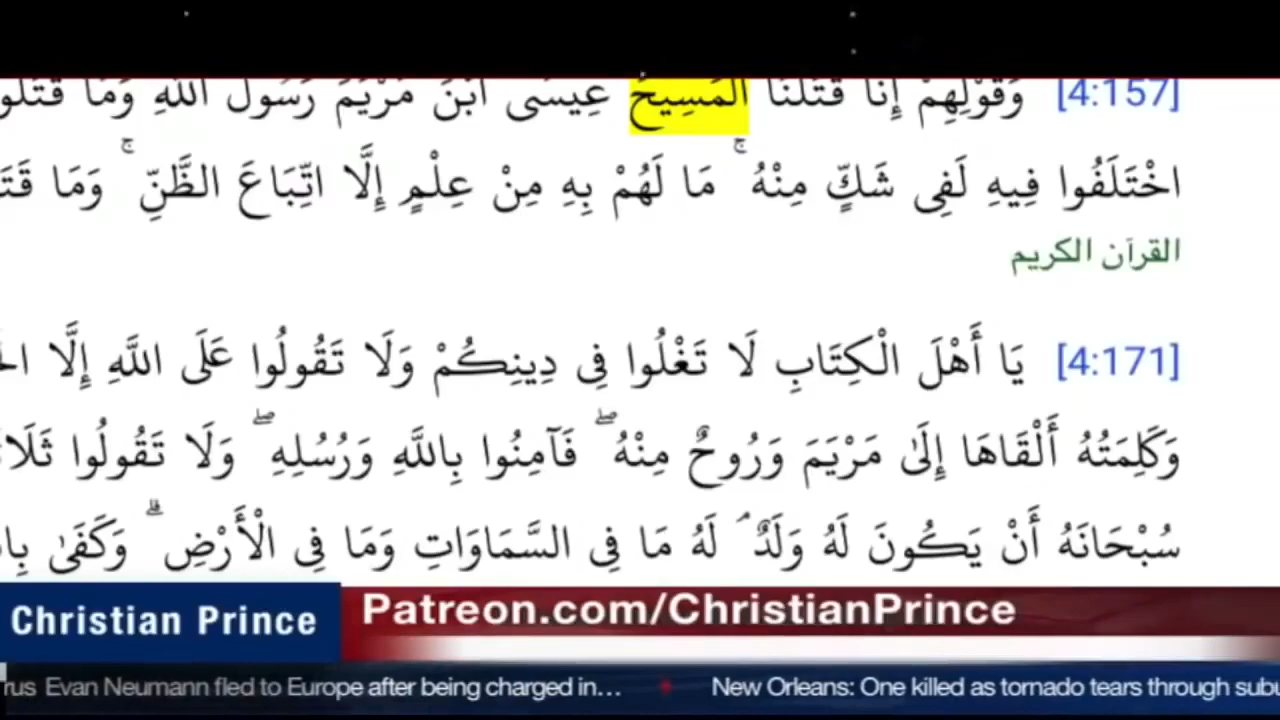 [4:157] وَقَوْلِهِمْ إِنَّا قَتَلْنَا الْمَسِيحَ عِيسَى ابْنَ مَرْيَمَ رَسُولَ اللَّهِ وَمَا
اخْتَلَفُوا فِيهِ لَفِي شَكٍّ مِنْهُ ۚ مَا لَهُمْ بِهِ مِنْ عِلْمٍ إِلَّا اتِّبَاعَ الظَّنِّ ۚ وَمَا
القرآن الكريم
[4:171] يَا أَهْلَ الْكِتَابِ لَا تَغْلُوا فِي دِينِكُمْ وَلَا تَقُولُوا عَلَى اللَّهِ إِلَّا
وَكَلِمَتُهُ أَلْقَاهَا إِلَىٰ مَرْيَمَ وَرُوحٌ مِنْهُ ۖ فَآمِنُوا بِاللَّهِ وَرُسُلِهِ ۖ وَلَا تَقُولُوا
سُبْحَانَهُ أَنْ يَكُونَ لَهُ وَلَدٌ ۘ لَهُ مَا فِي السَّمَاوَاتِ وَمَا فِي الْأَرْضِ ۗ وَكَفَىٰ
Christian Prince
Patreon.com/ChristianPrince
rus Evan Neumann fled to Europe after being charged in… New Orleans: One killed as tornado tears through subu